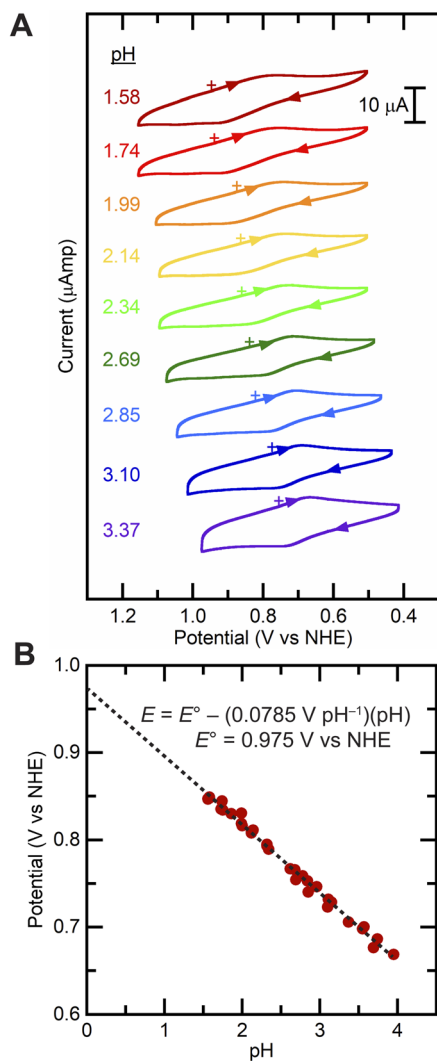 A
pH
1.58
10 μA
1.74
1.99
2.14
2.34
2.69
2.85
3.10
3.37
Current (μAmp)
1.2 1.0 0.8 0.6 0.4
Potential (V vs NHE)
B
1.0
0.9
0.8
0.7
0.6
E = E° – (0.0785 V pH⁻¹)(pH)
E° = 0.975 V vs NHE
Potential (V vs NHE)
0 1 2 3 4
pH